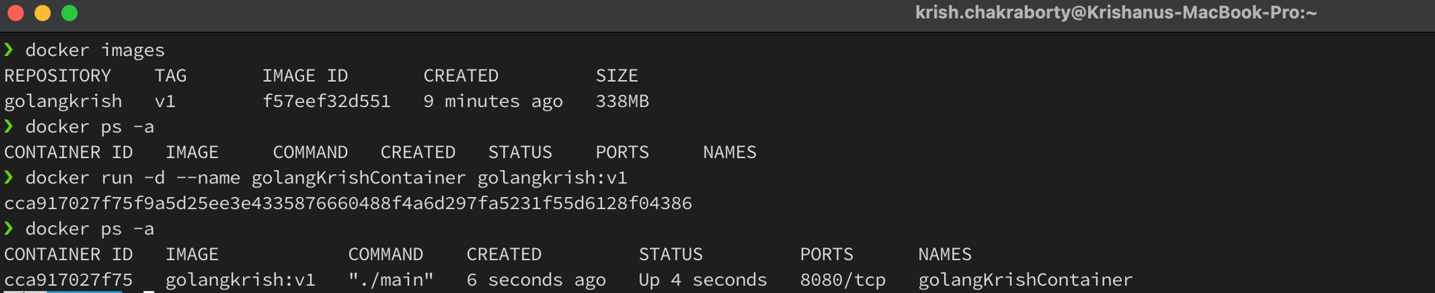 krish.chakraborty@Krishanus-MacBook-Pro:~
❯ docker images
REPOSITORY    TAG       IMAGE ID       CREATED         SIZE
golangkrish   v1        f57eef32d551   9 minutes ago   338MB
❯ docker ps -a
CONTAINER ID   IMAGE     COMMAND   CREATED   STATUS    PORTS     NAMES
❯ docker run -d --name golangKrishContainer golangkrish:v1
cca917027f75f9a5d25ee3e4335876660488f4a6d297fa5231f55d6128f04386
❯ docker ps -a
CONTAINER ID   IMAGE            COMMAND    CREATED         STATUS         PORTS      NAMES
cca917027f75   golangkrish:v1   "./main"   6 seconds ago   Up 4 seconds   8080/tcp   golangKrishContainer